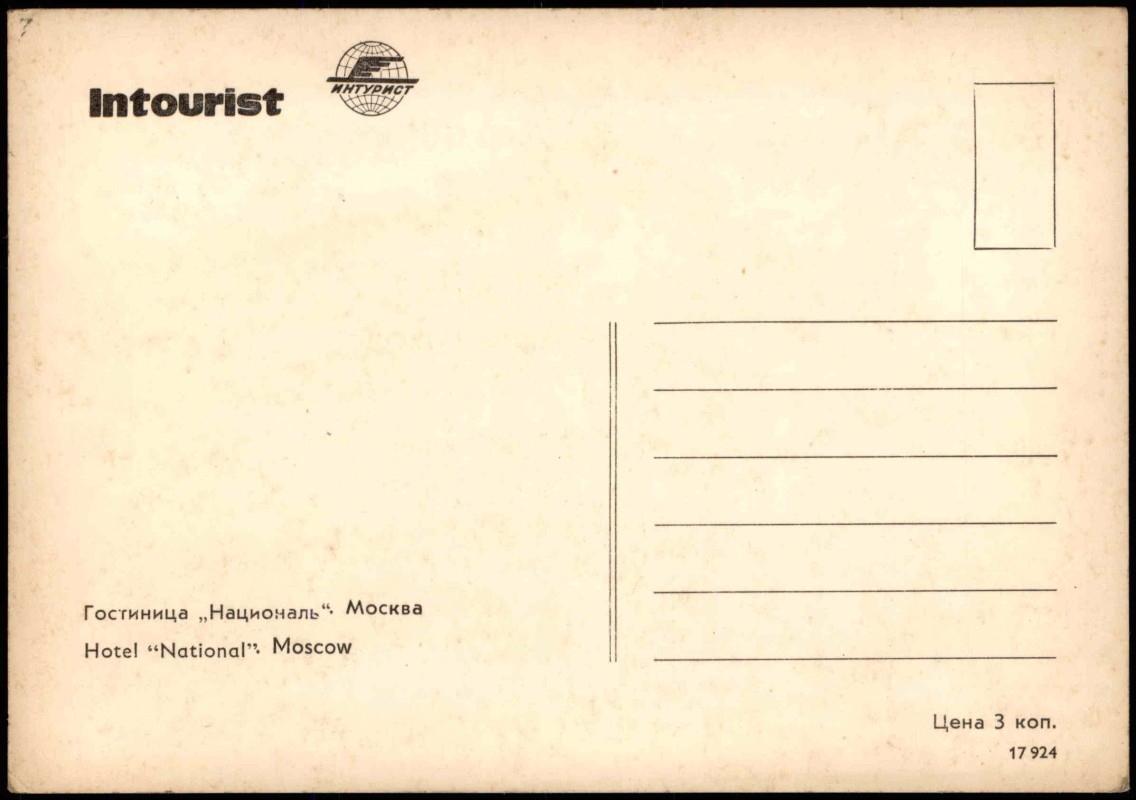 Intourist
ИНТУРИСТ
Гостиница „Националь“. Москва
Hotel “National”. Moscow
Цена 3 коп.
17 924